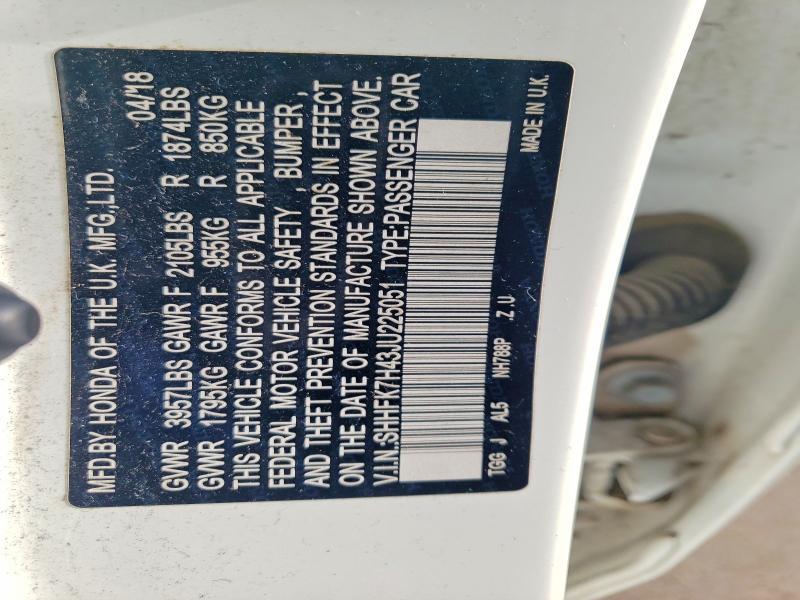 MFD.BY HONDA OF THE U.K. MFG.,LTD. 04/18
GVWR 3957LBS GAWR F 2105LBS R 1874LBS
GVWR 1795KG GAWR F 955KG R 850KG
THIS VEHICLE CONFORMS TO ALL APPLICABLE
FEDERAL MOTOR VEHICLE SAFETY , BUMPER ,
AND THEFT PREVENTION STANDARDS IN EFFECT
ON THE DATE OF MANUFACTURE SHOWN ABOVE.
V.I.N:SHHFK7H43JU225051 TYPE:PASSENGER CAR
TGG J AL5 NH788P Z.U MADE IN U.K.